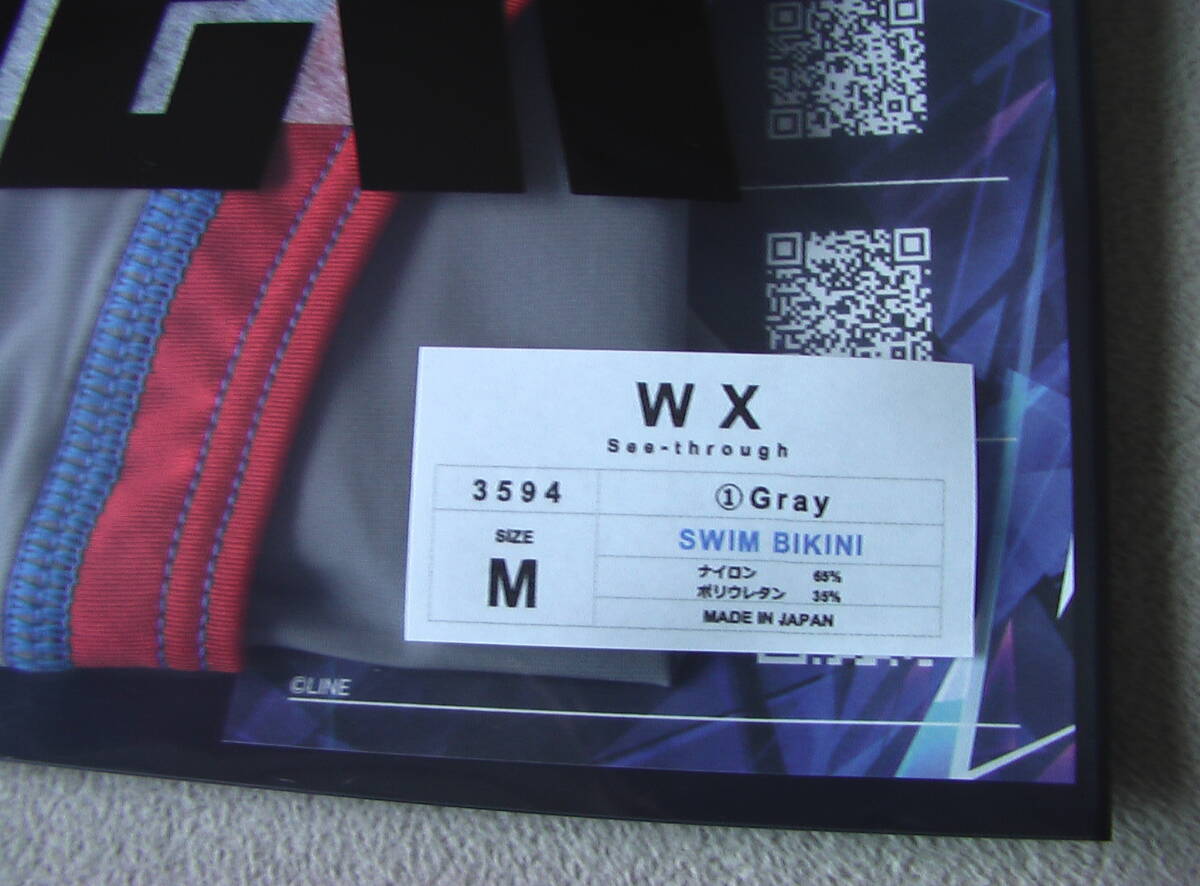 W X
See-through
3594
①Gray
SIZE
M
SWIM BIKINI
ナイロン 65%
ポリウレタン 35%
MADE IN JAPAN
©LINE